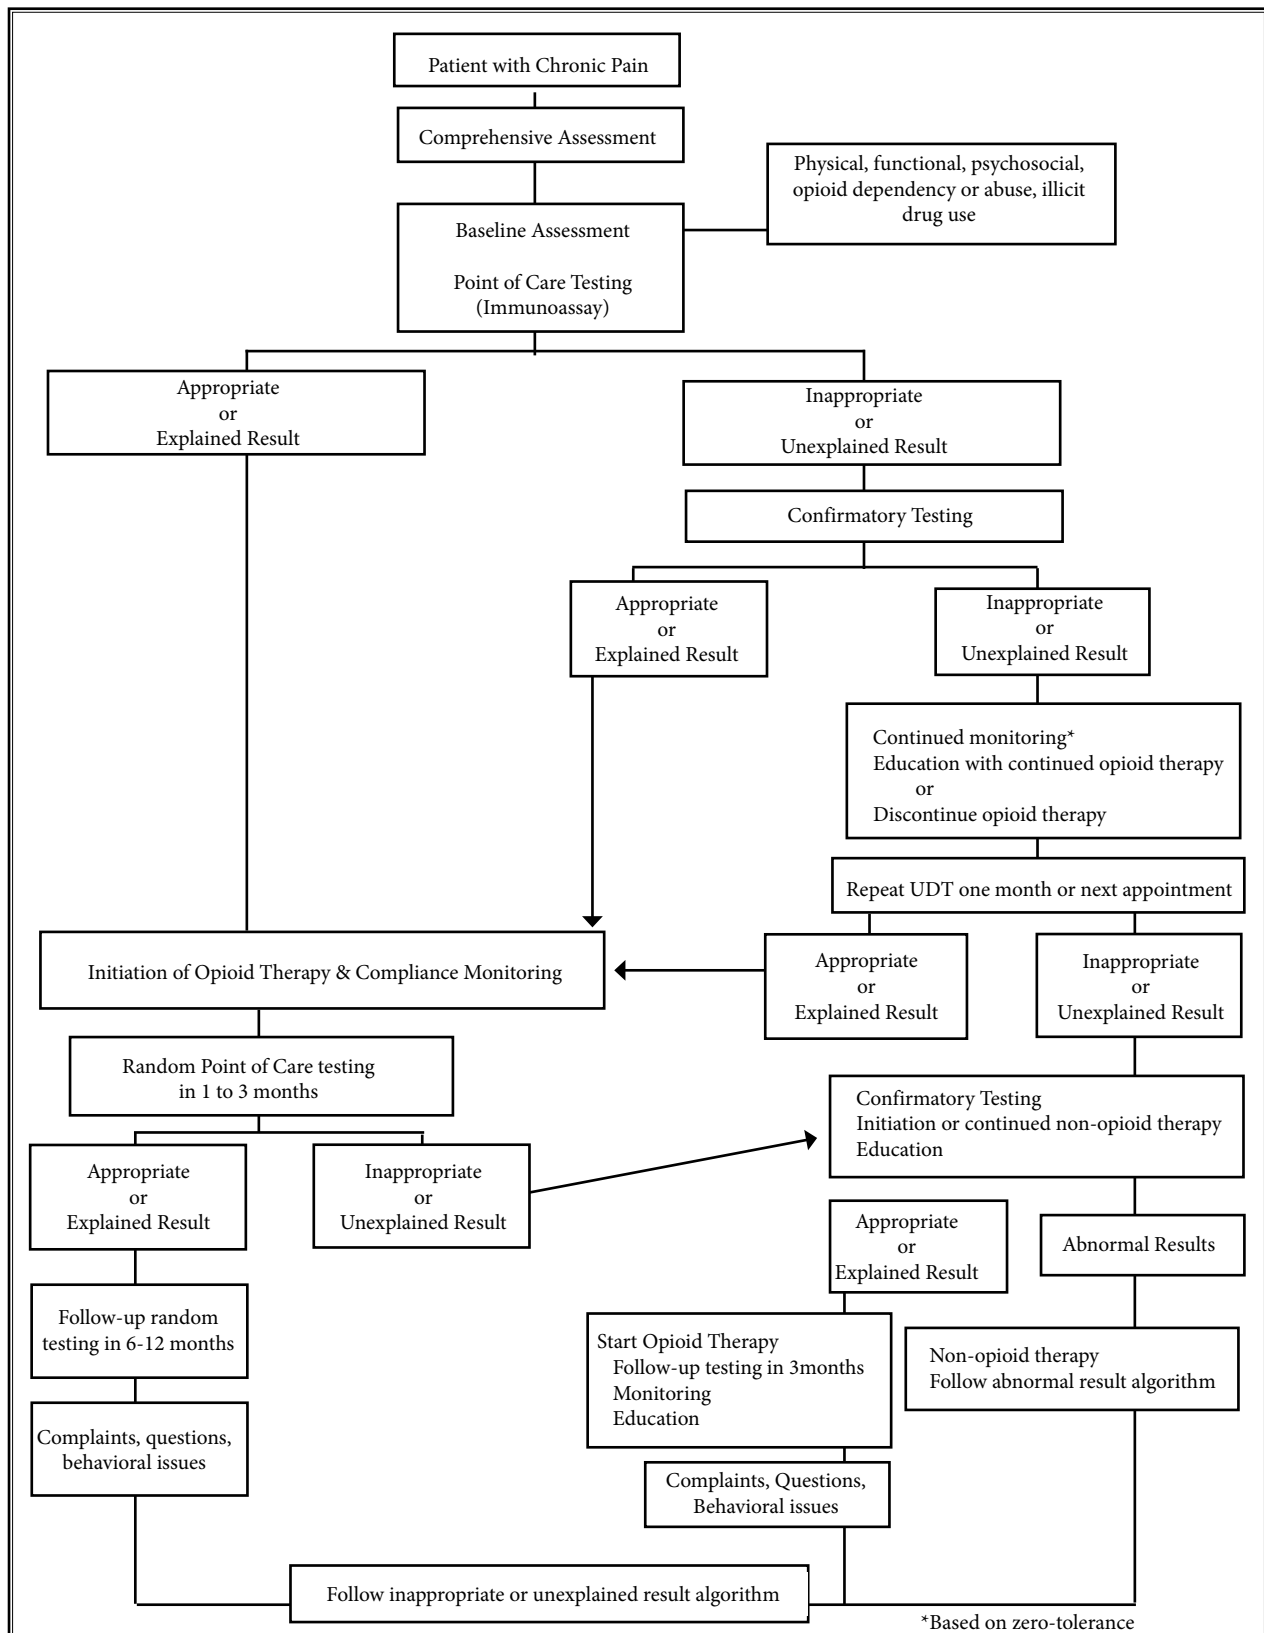 Patient with Chronic Pain
Comprehensive Assessment
Physical, functional, psychosocial,
opioid dependency or abuse, illicit
drug use
Baseline Assessment
Point of Care Testing
(Immunoassay)
Appropriate
or
Explained Result
Inappropriate
or
Unexplained Result
Confirmatory Testing
Appropriate
or
Explained Result
Inappropriate
or
Unexplained Result
Continued monitoring*
Education with continued opioid therapy
or
Discontinue opioid therapy
Repeat UDT one month or next appointment
Initiation of Opioid Therapy & Compliance Monitoring
Appropriate
or
Explained Result
Inappropriate
or
Unexplained Result
Random Point of Care testing
in 1 to 3 months
Confirmatory Testing
Initiation or continued non-opioid therapy
Education
Appropriate
or
Explained Result
Inappropriate
or
Unexplained Result
Appropriate
or
Explained Result
Abnormal Results
Follow-up random
testing in 6-12 months
Start Opioid Therapy
Follow-up testing in 3months
Monitoring
Education
Non-opioid therapy
Follow abnormal result algorithm
Complaints, questions,
behavioral issues
Complaints, Questions,
Behavioral issues
Follow inappropriate or unexplained result algorithm
*Based on zero-tolerance